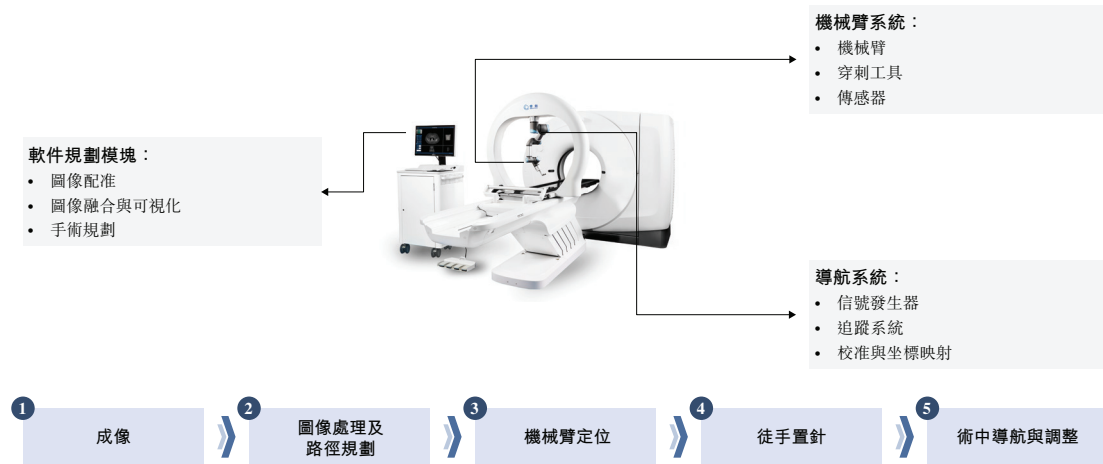 機械臂系統：
• 機械臂
• 穿刺工具
• 傳感器
軟件規劃模塊：
• 圖像配准
• 圖像融合與可視化
• 手術規劃
導航系統：
• 信號發生器
• 追蹤系統
• 校准與坐標映射
1
成像
2
圖像處理及
路徑規劃
3
機械臂定位
4
徒手置針
5
術中導航與調整